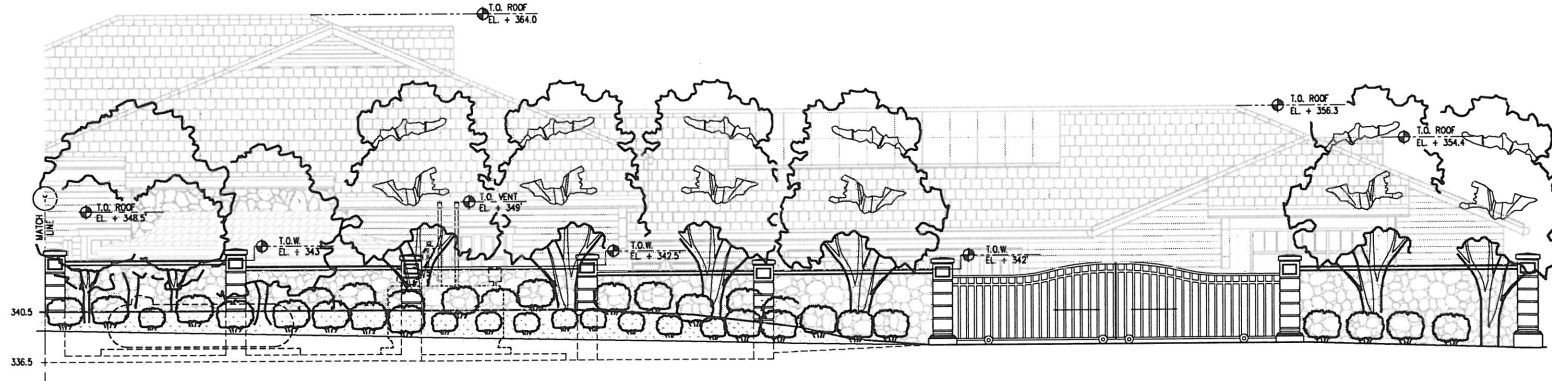 T.O. ROOF
EL. + 364.0
T.O. ROOF
EL. + 356.3
T.O. ROOF
EL. + 354.4
T.O. VENT
EL. + 349'
T.O. ROOF
EL. + 348.5'
MATCH
LINE
T.O.W.
EL. + 343'
T.O.W.
EL. + 342.5'
T.O.W.
EL. + 342'
340.5
336.5